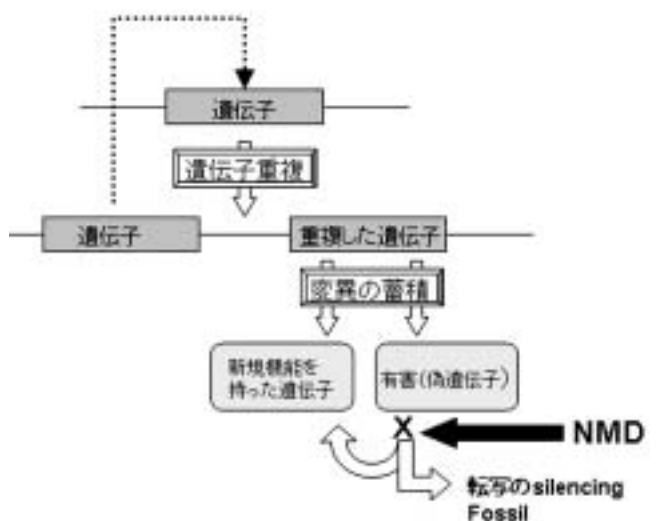 遺伝子
遺伝子重複
遺伝子
重複した遺伝子
変異の蓄積
新規機能を
持った遺伝子
有害(偽遺伝子)
X
NMD
転写のsilencing
Fossil